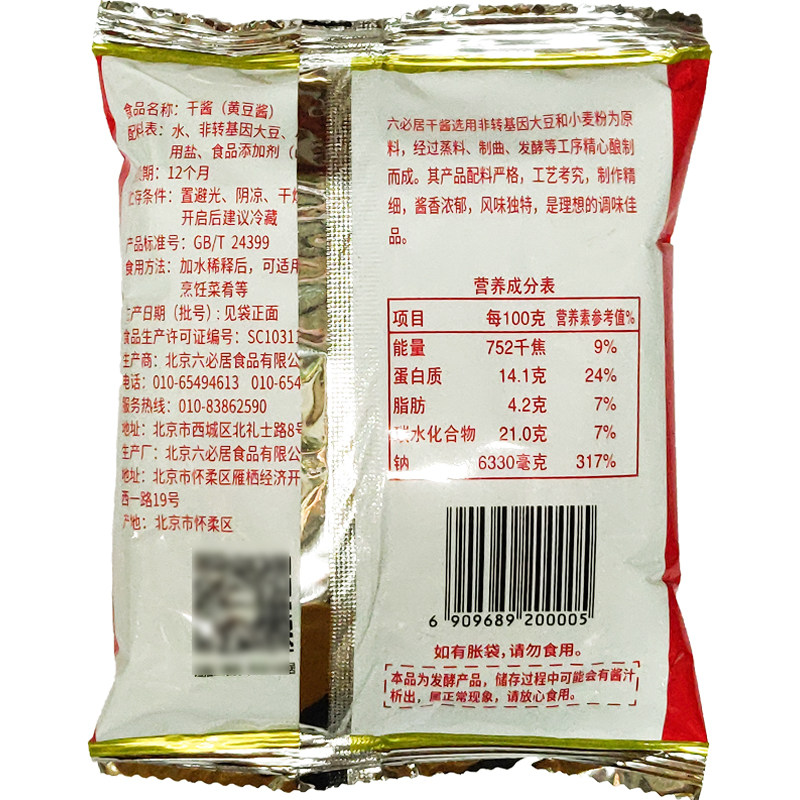 食品名称：干酱（黄豆酱）
配料表：水、非转基因大豆、
用盐、食品添加剂（
期：12个月
贮存条件：置避光、阴凉、干燥
开启后建议冷藏
产品标准号：GB/T 24399
食用方法：加水稀释后，可适用
烹饪菜肴等
生产日期（批号）：见袋正面
食品生产许可证编号：SC10311
生产商：北京六必居食品有限公
电话：010-65494613 010-654
服务热线：010-83862590
地址：北京市西城区北礼士路8号
生产厂：北京六必居食品有限公
地址：北京市怀柔区雁栖经济开
西一路19号
产地：北京市怀柔区
六必居干酱选用非转基因大豆和小麦粉为原
料，经过蒸料、制曲、发酵等工序精心酿制
而成。其产品配料严格，工艺考究，制作精
细，酱香浓郁，风味独特，是理想的调味佳
品。
营养成分表
项目 每100克 营养素参考值%
能量 752千焦 9%
蛋白质 14.1克 24%
脂肪 4.2克 7%
碳水化合物 21.0克 7%
钠 6330毫克 317%
6 909689 200005
如有胀袋，请勿食用。
本品为发酵产品，储存过程中可能会有酱汁
析出，属正常现象，请放心食用。